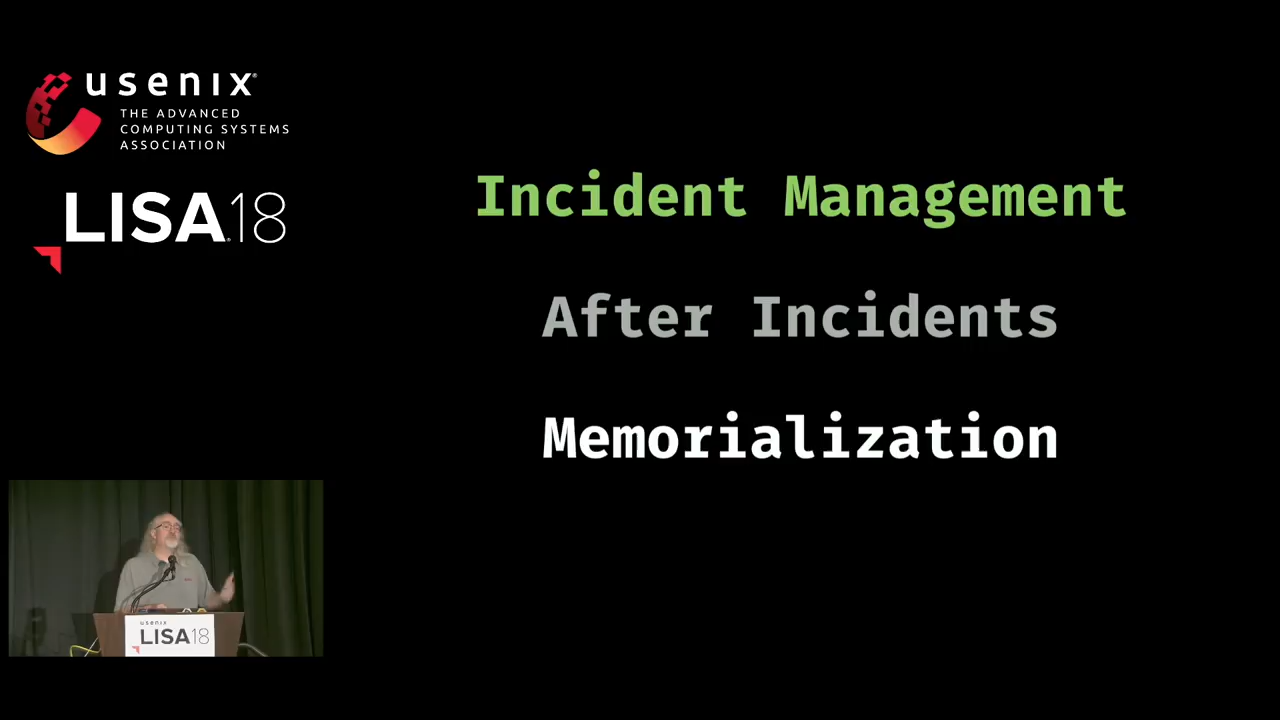 usenix®
THE ADVANCED
COMPUTING SYSTEMS
ASSOCIATION
LISA18
Incident Management
After Incidents
Memorialization
usenix
LISA18